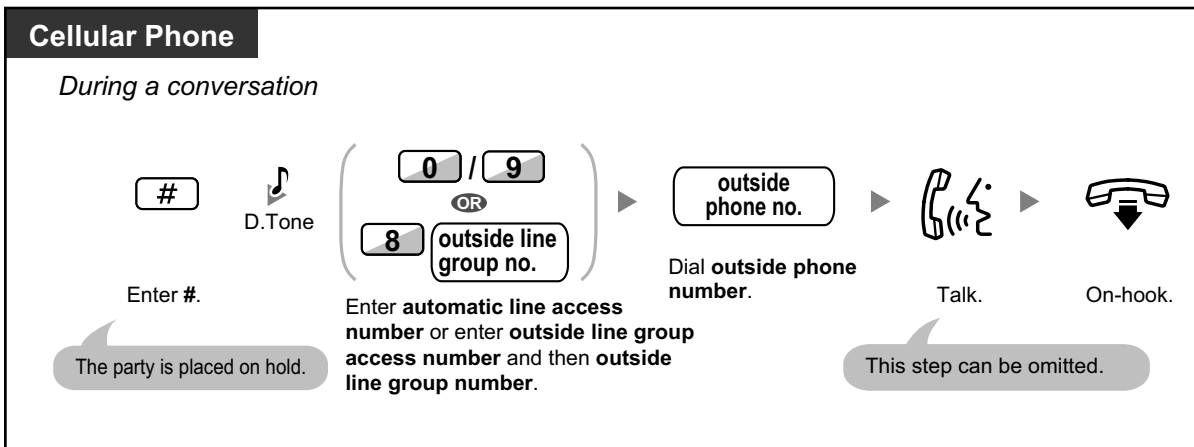 Cellular Phone
During a conversation
#
D.Tone
0 / 9
OR
8 outside line
group no.
outside
phone no.
Enter #.
The party is placed on hold.
Enter automatic line access
number or enter outside line group
access number and then outside
line group number.
Dial outside phone
number.
Talk.
On-hook.
This step can be omitted.